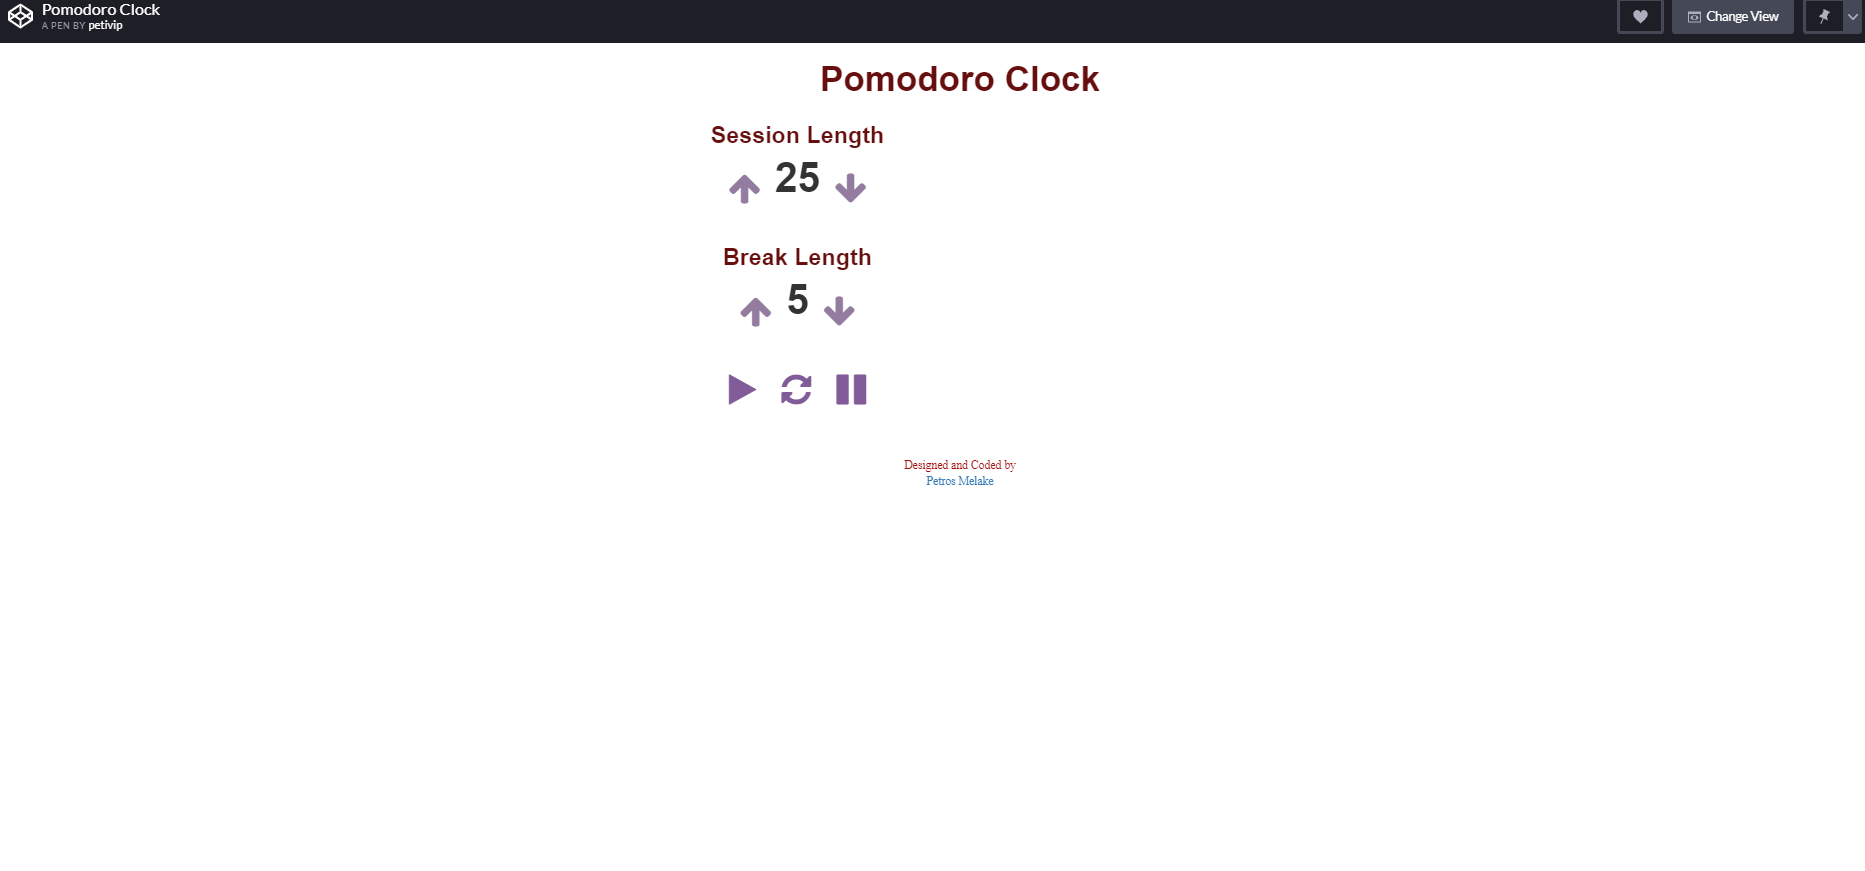 Pomodoro Clock
A PEN BY petivip
Change View
Pomodoro Clock
Session Length
25
Break Length
5
Designed and Coded by
Petros Melake